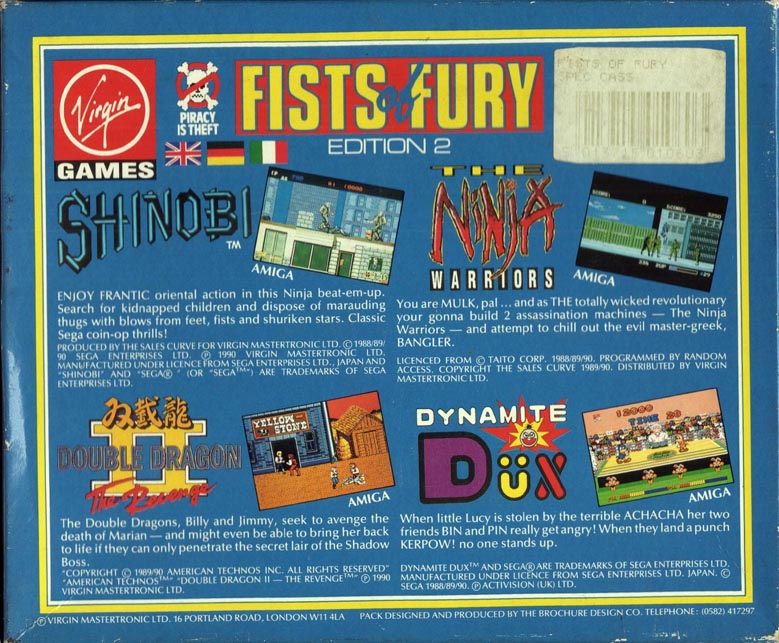 Virgin
GAMES
PIRACY
IS THEFT
FISTS of FURY
EDITION 2
FISTS OF FURY
SPEC CASS
SHINOBI™
AMIGA
ENJOY FRANTIC oriental action in this Ninja beat-em-up.
Search for kidnapped children and dispose of marauding
thugs with blows from feet, fists and shuriken stars. Classic
Sega coin-op thrills!
PRODUCED BY THE SALES CURVE FOR VIRGIN MASTERTRONIC LTD. © 1988/89/
90 SEGA ENTERPRISES LTD. ℗ 1990 VIRGIN MASTERTRONIC LTD.
MANUFACTURED UNDER LICENCE FROM SEGA ENTERPRISES LTD., JAPAN AND
"SHINOBI" AND "SEGA®" (OR "SEGA™") ARE TRADEMARKS OF SEGA
ENTERPRISES LTD.
THE
NINJA
WARRIORS
AMIGA
You are MULK, pal ... and as THE totally wicked revolutionary
your gonna build 2 assassination machines — The Ninja
Warriors — and attempt to chill out the evil master-greek,
BANGLER.
LICENCED FROM © TAITO CORP. 1988/89/90. PROGRAMMED BY RANDOM
ACCESS. COPYRIGHT THE SALES CURVE 1989/90. DISTRIBUTED BY VIRGIN
MASTERTRONIC LTD.
双截龍
II
DOUBLE DRAGON
The Revenge
YELLOW
STONE
AMIGA
The Double Dragons, Billy and Jimmy, seek to avenge the
death of Marian — and might even be able to bring her back
to life if they can only penetrate the secret lair of the Shadow
Boss.
"COPYRIGHT © 1989/90 AMERICAN TECHNOS INC. ALL RIGHTS RESERVED"
"AMERICAN TECHNOS™" "DOUBLE DRAGON II — THE REVENGE™" ℗ 1990
VIRGIN MASTERTRONIC LTD.
DYNAMITE
DÜX
12000
TIME 20
AMIGA
When little Lucy is stolen by the terrible ACHACHA her two
friends BIN and PIN really get angry! When they land a punch
KERPOW! no one stands up.
DYNAMITE DUX™ AND SEGA® ARE TRADEMARKS OF SEGA ENTERPRISES LTD.
MANUFACTURED UNDER LICENCE FROM SEGA ENTERPRISES LTD. JAPAN. ©
SEGA 1988/89/90. ℗ ACTIVISION (UK) LTD.
℗ VIRGIN MASTERTRONIC LTD. 16 PORTLAND ROAD, LONDON W11 4LA PACK DESIGNED AND PRODUCED BY THE BROCHURE DESIGN CO. TELEPHONE: (0582) 417297